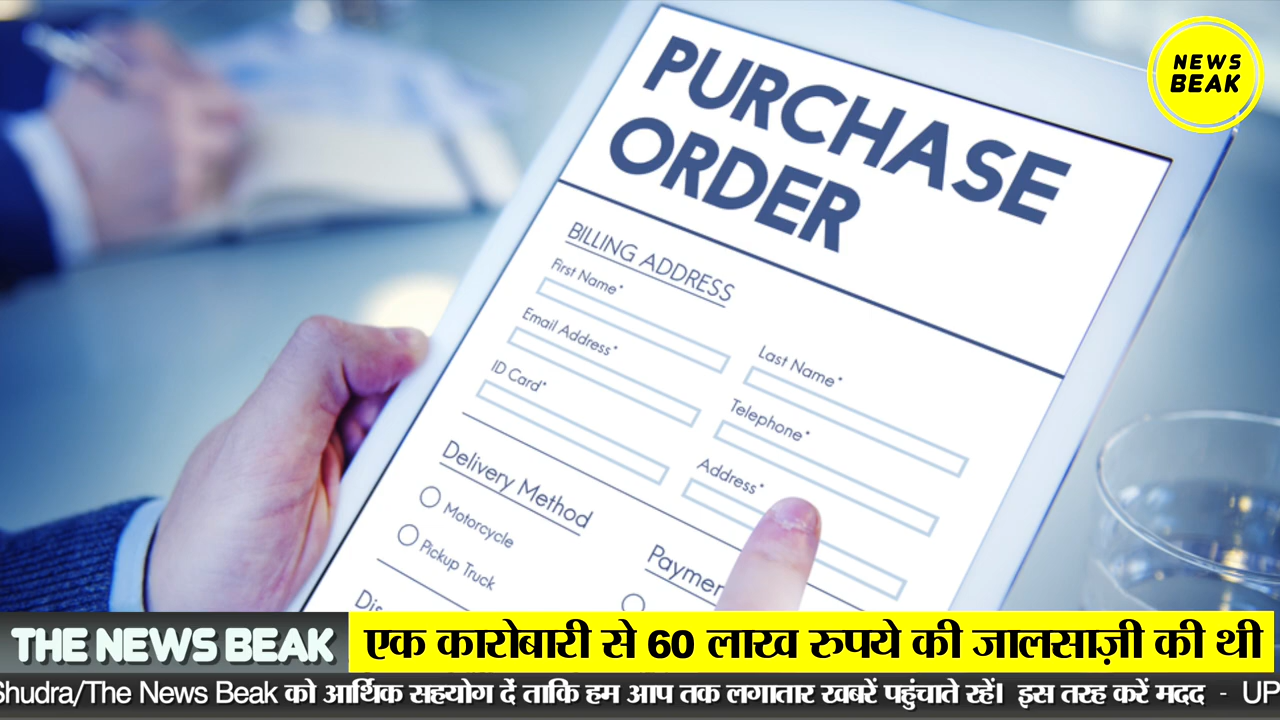 NEWS
BEAK
PURCHASE
ORDER
BILLING ADDRESS
First Name*
Last Name*
Email Address*
Telephone*
ID Card*
Address*
Delivery Method
Motorcycle
Pickup Truck
THE NEWS BEAK
एक कारोबारी से 60 लाख रुपये की जालसाज़ी की थी
Shudra/The News Beak को आर्थिक सहयोग दें ताकि हम आप तक लगातार खबरें पहुंचाते रहें। इस तरह करें मदद - UP